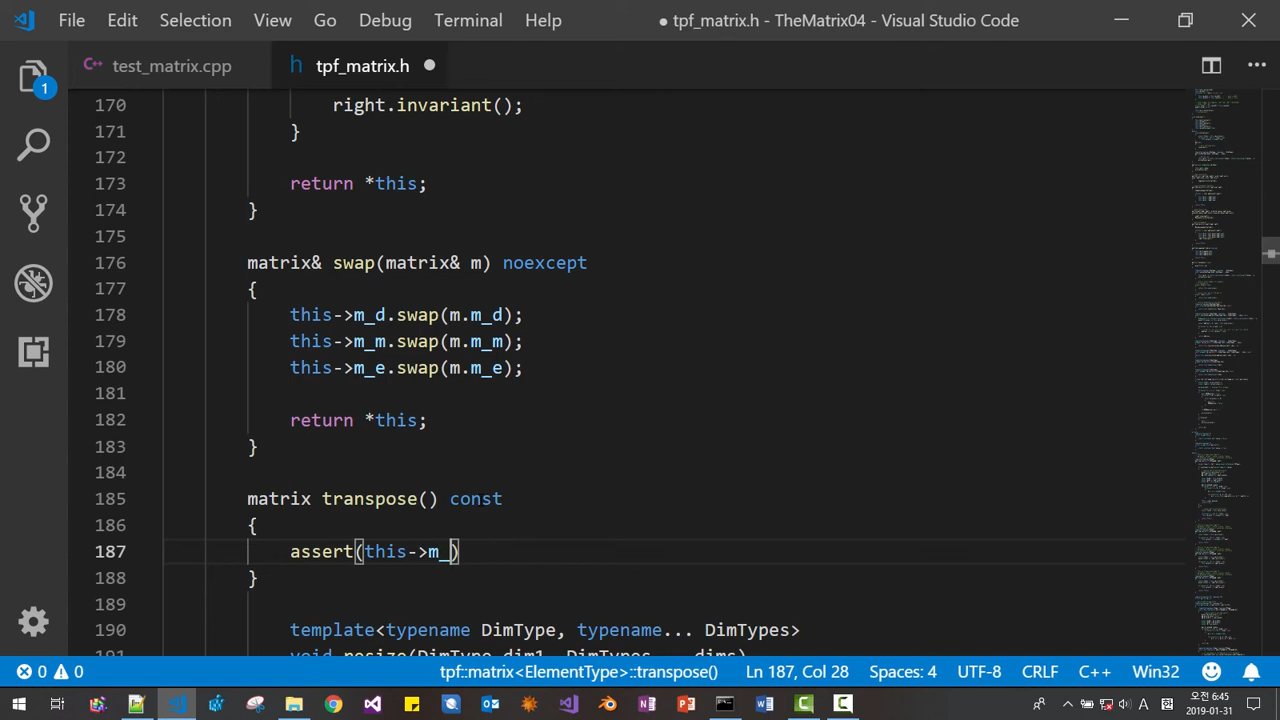 File Edit Selection View Go Debug Terminal Help
● tpf_matrix.h - TheMatrix04 - Visual Studio Code
test_matrix.cpp
h tpf_matrix.h
1
170 right.invariant();
171 }
172
173 return *this;
174 }
175
176 matrix& swap(matrix& m) noexcept
177 {
178 this->m_d.swap(m.m_d);
179 this->m_m.swap(m.m_m);
180 this->m_e.swap(m.m_e);
181
182 return *this;
183 }
184
185 matrix transpose() const
186 {
187 assert(this->m_)
188 }
189
190 template<typename DimType, typename... DimTypes>
191 void resize(DimType dim1, DimTypes... dims)
0 0 tpf::matrix<ElementType>::transpose() Ln 187, Col 28 Spaces: 4 UTF-8 CRLF C++ Win32
A 오전 6:45
2019-01-31